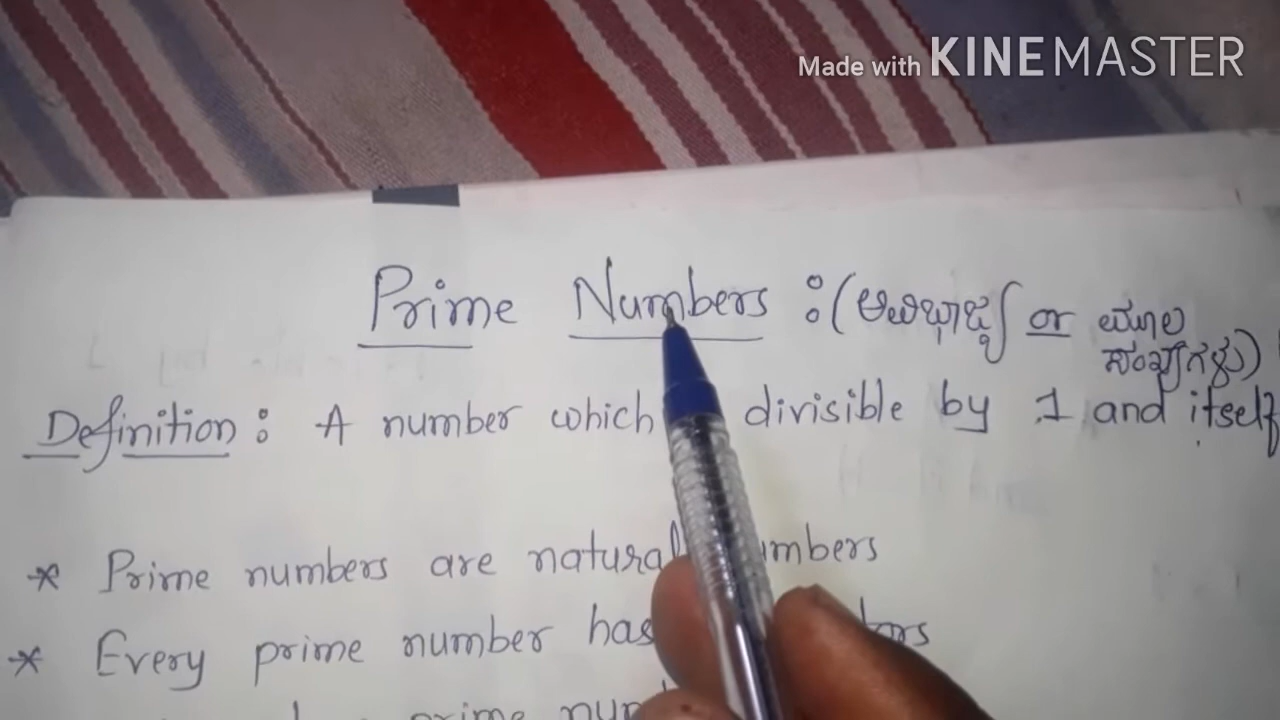 Made with KINEMASTER
Prime Numbers : (ಅವಿಭಾಜ್ಯ or ಮೂಲ
ಸಂಖ್ಯೆಗಳು)
Definition : A number which divisible by 1 and itself
* Prime numbers are natural
* Every prime number has
prime